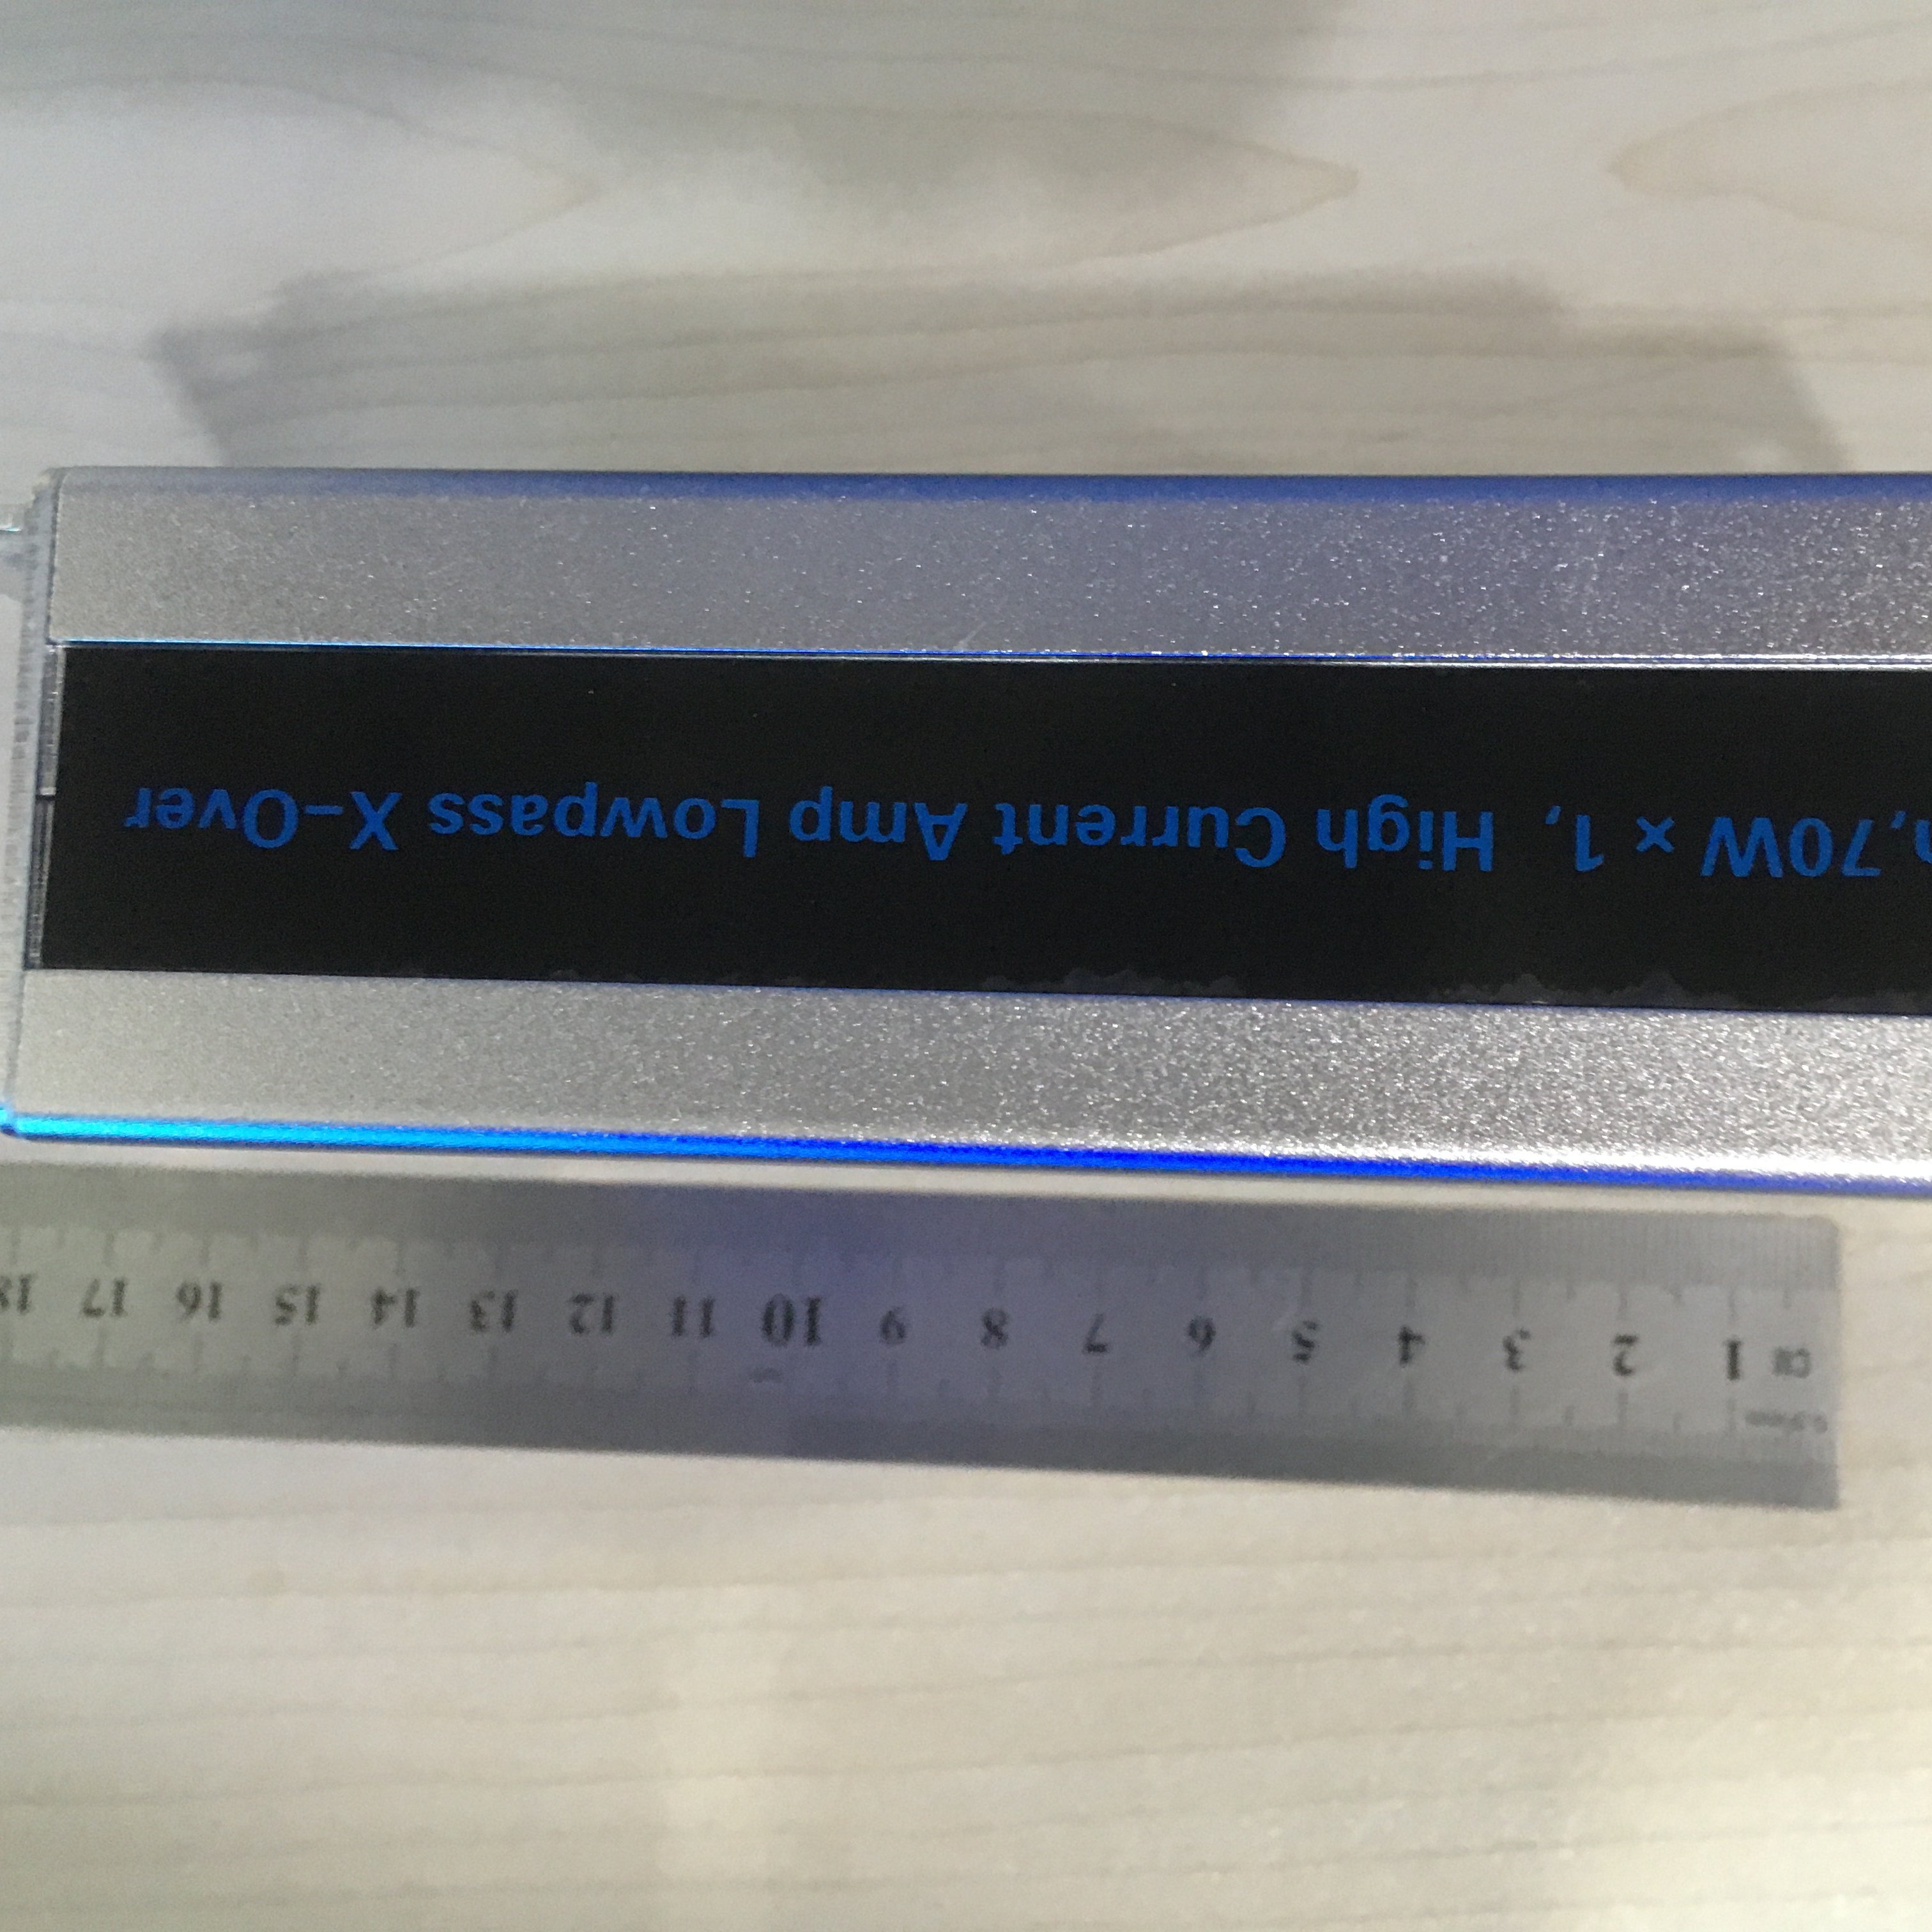 ,70W × 1, High Current Amp Lowpass X-Over
CM 1 2 3 4 5 6 7 8 9 10 11 12 13 14 15 16 17 18